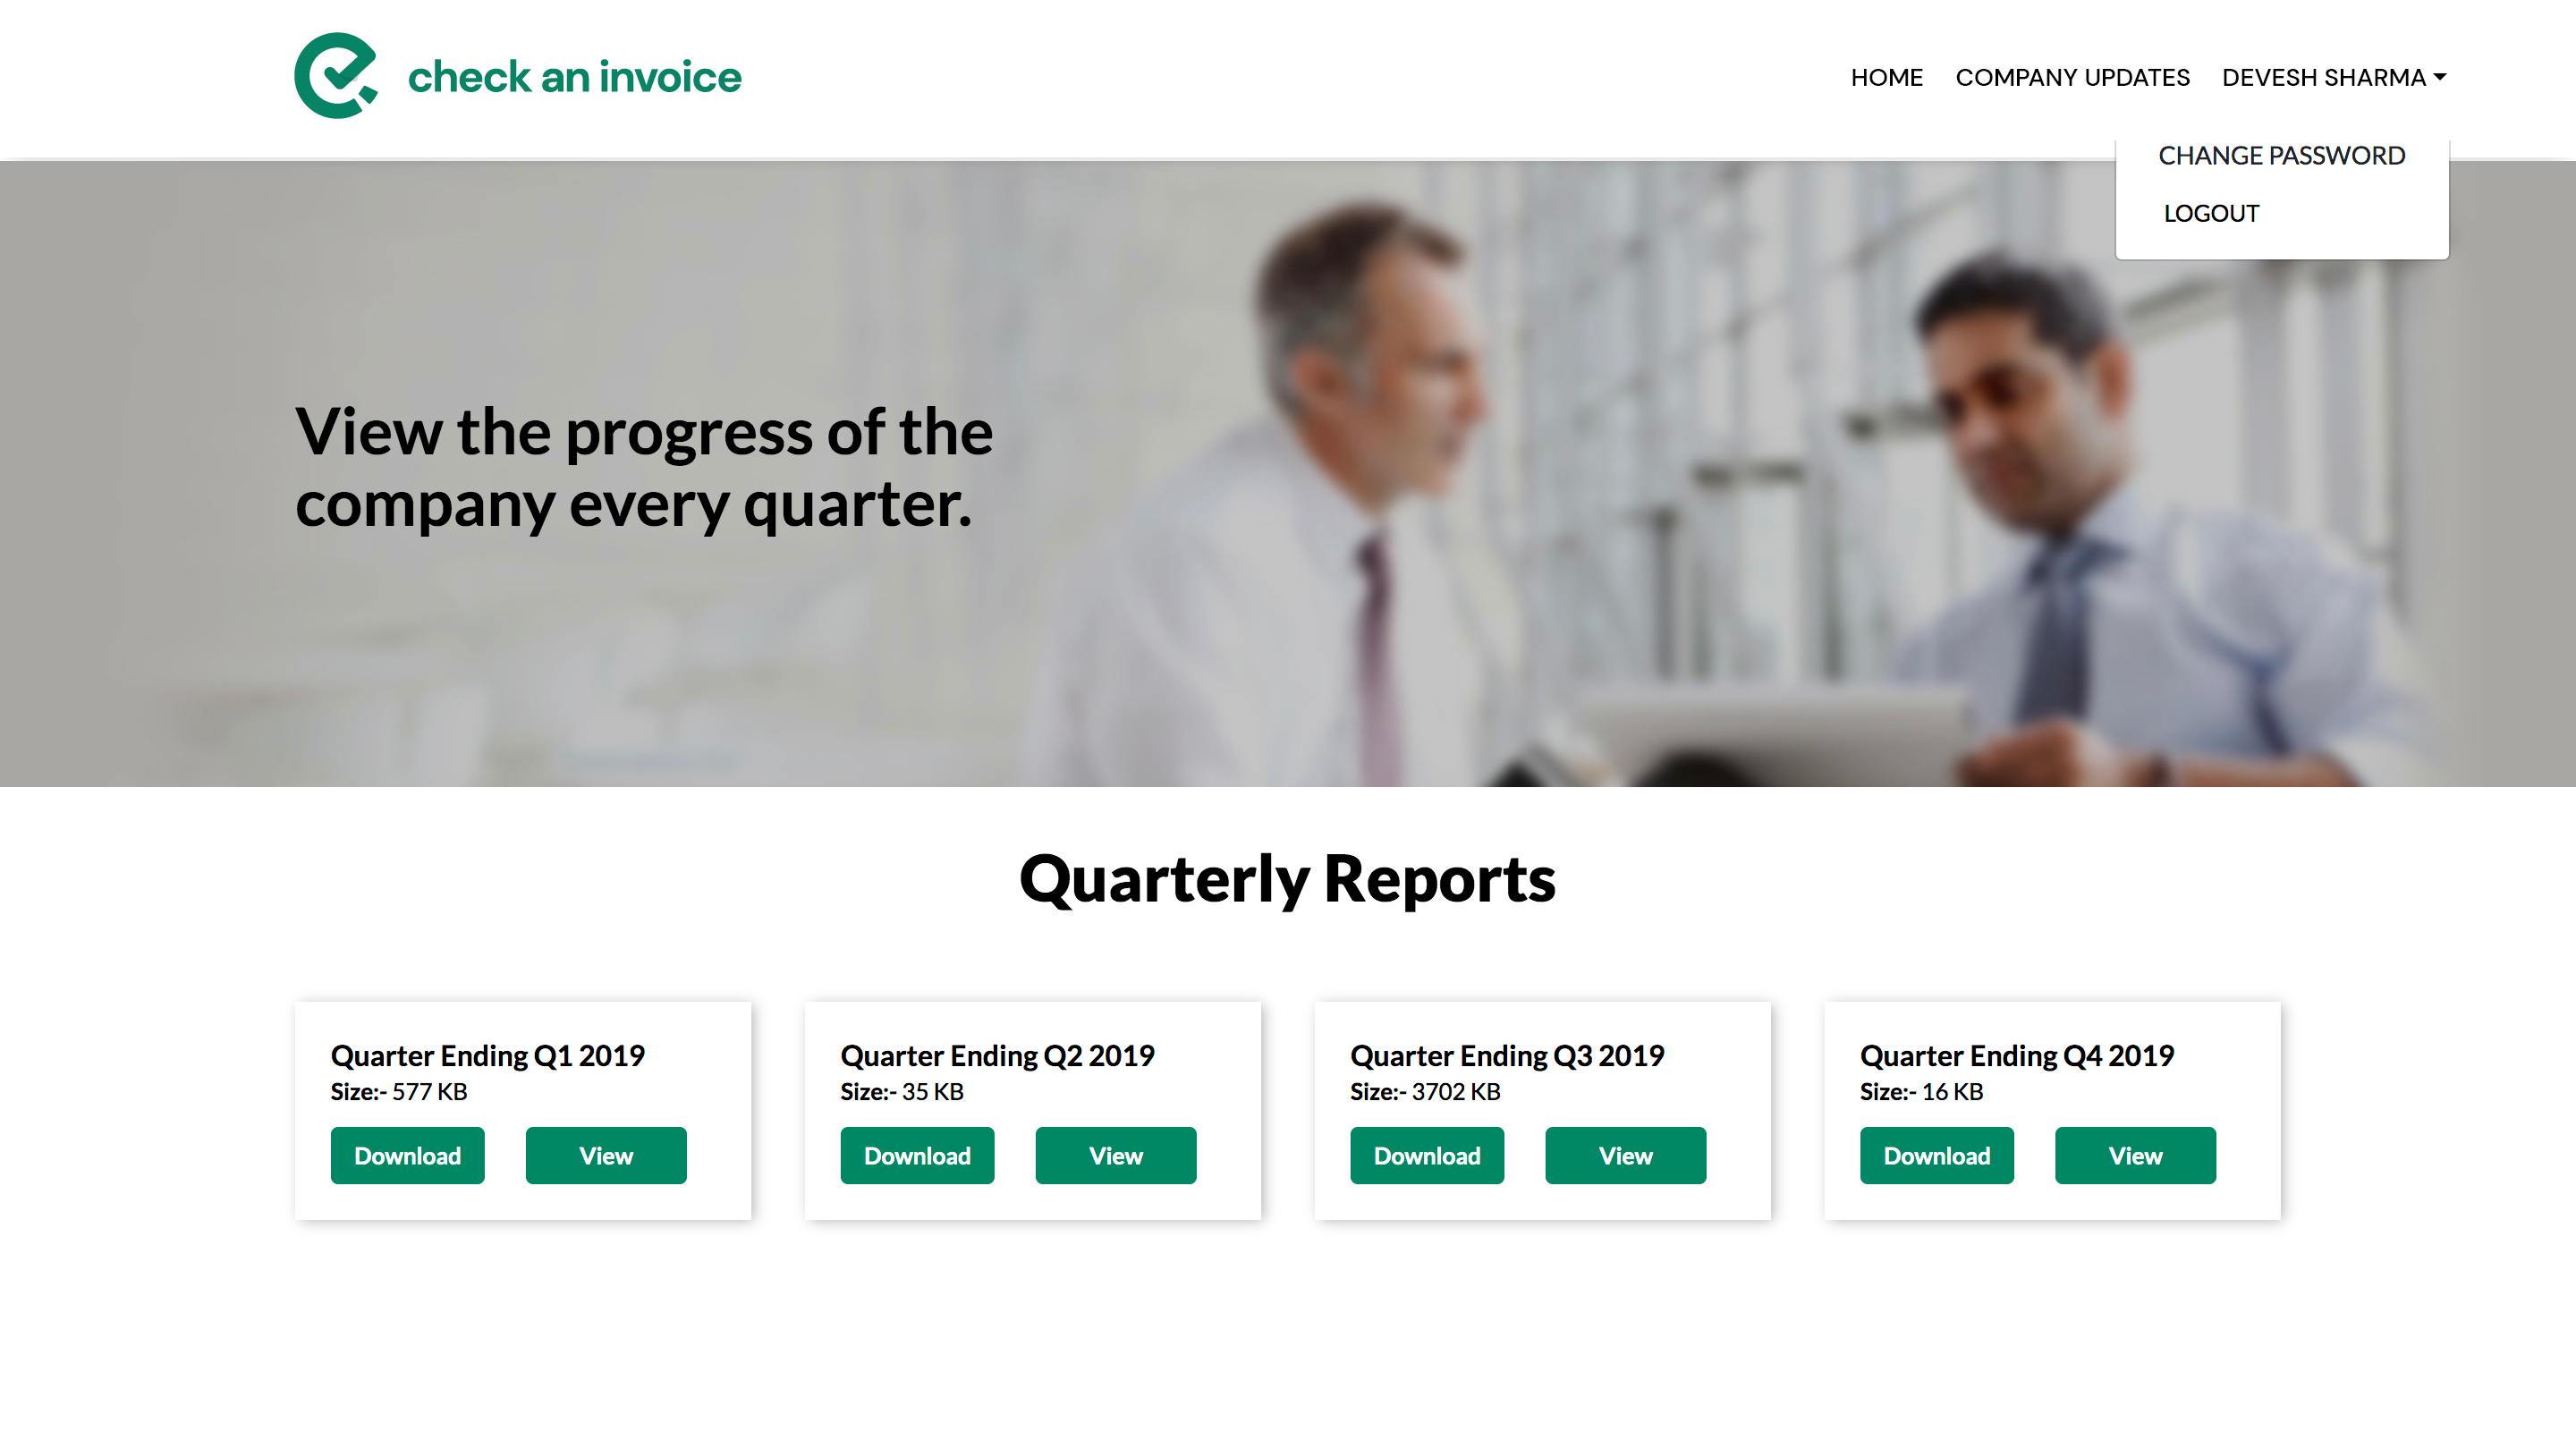 check an invoice
HOME COMPANY UPDATES DEVESH SHARMA
CHANGE PASSWORD
LOGOUT
View the progress of the
company every quarter.
Quarterly Reports
Quarter Ending Q1 2019
Size:- 577 KB
Download View
Quarter Ending Q2 2019
Size:- 35 KB
Download View
Quarter Ending Q3 2019
Size:- 3702 KB
Download View
Quarter Ending Q4 2019
Size:- 16 KB
Download View